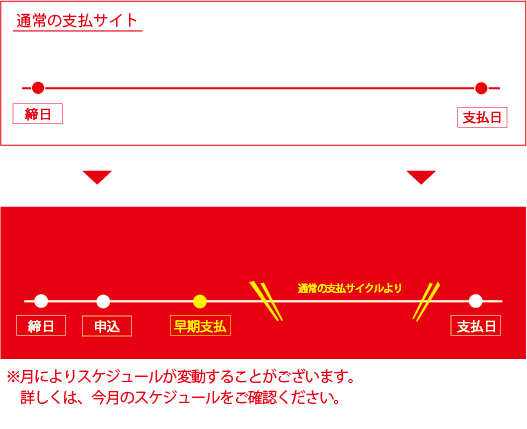 通常の支払サイト
締日
支払日
通常の支払サイクルより
締日
申込
早期支払
支払日
※月によりスケジュールが変動することがございます。
詳しくは、今月のスケジュールをご確認ください。